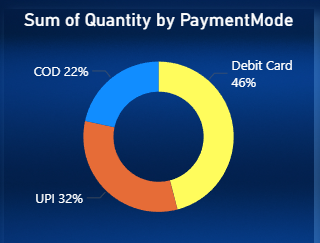 Sum of Quantity by PaymentMode
COD 22%
Debit Card
46%
UPI 32%